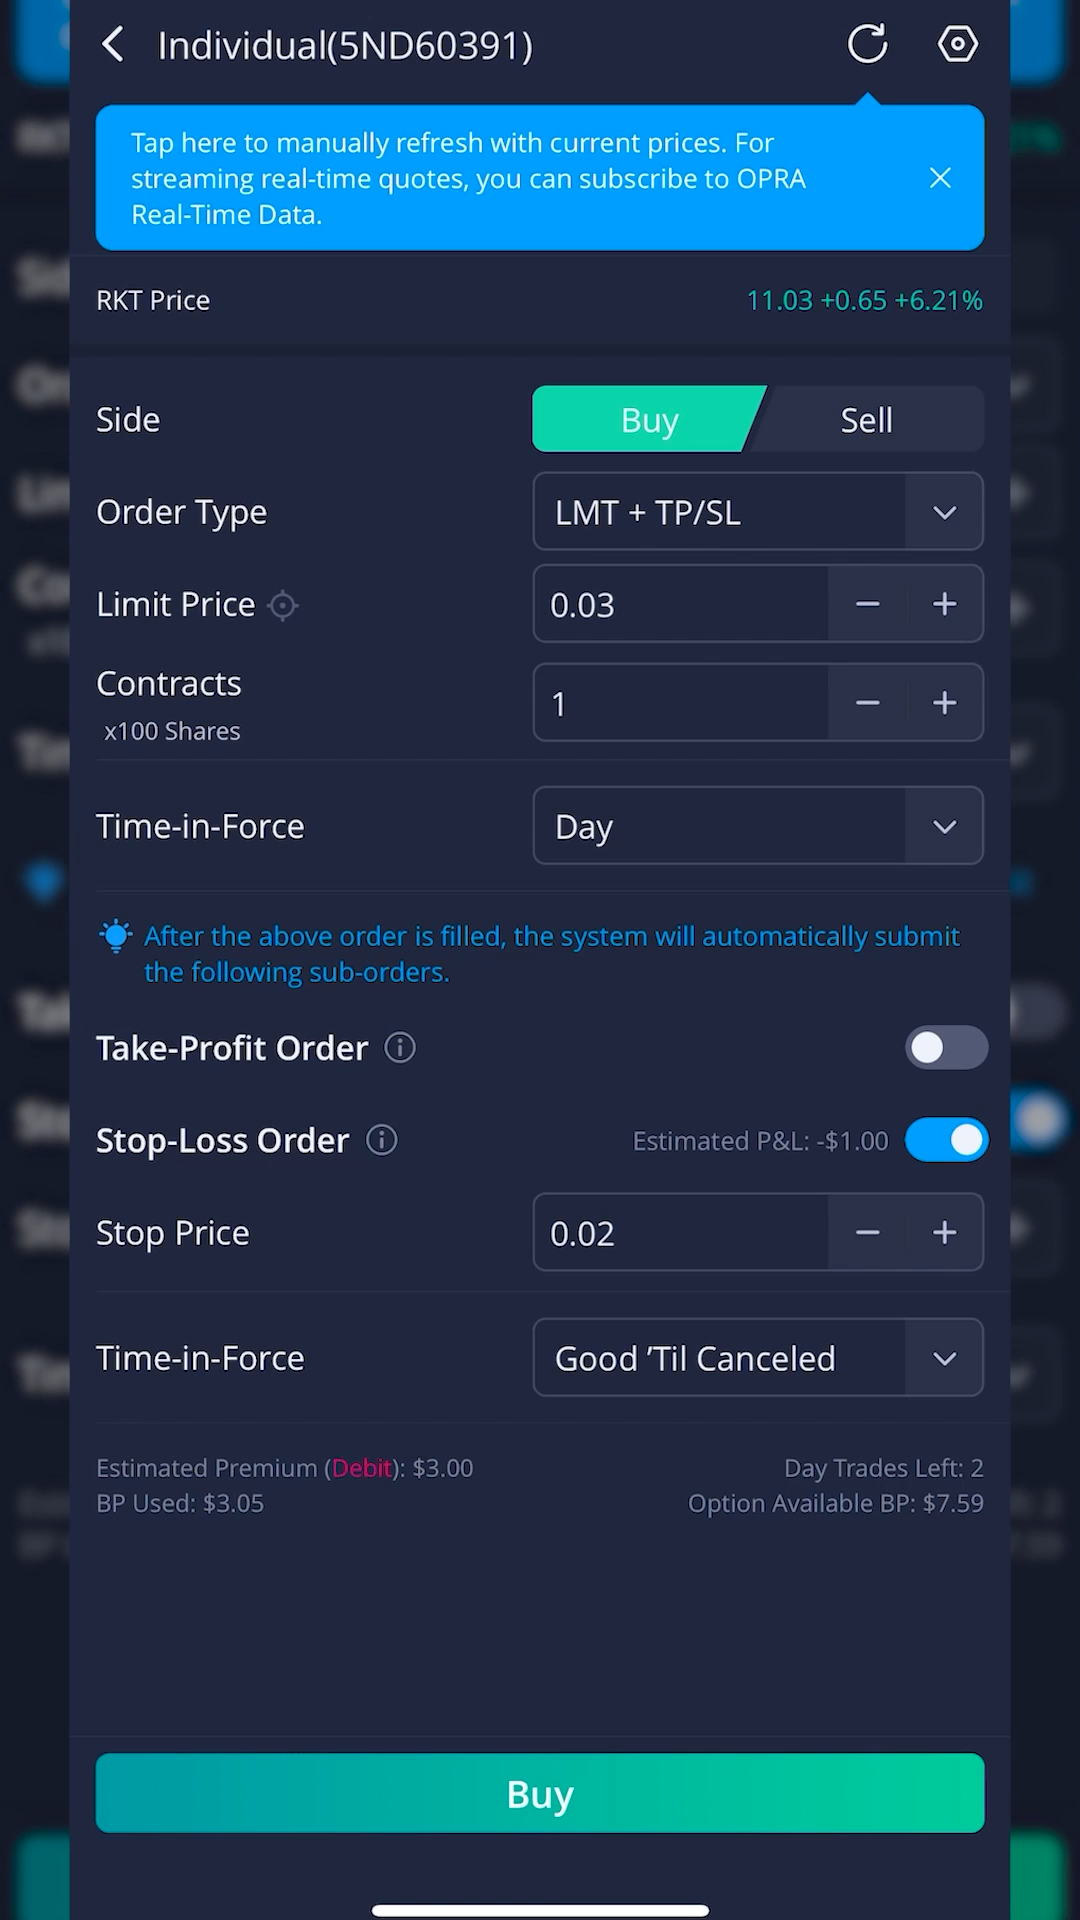 Individual(5ND60391)
Tap here to manually refresh with current prices. For
streaming real-time quotes, you can subscribe to OPRA
Real-Time Data.
RKT Price 11.03 +0.65 +6.21%
Side Buy Sell
Order Type LMT + TP/SL
Limit Price 0.03
Contracts 1
x100 Shares
Time-in-Force Day
After the above order is filled, the system will automatically submit
the following sub-orders.
Take-Profit Order
Stop-Loss Order Estimated P&L: -$1.00
Stop Price 0.02
Time-in-Force Good 'Til Canceled
Estimated Premium (Debit): $3.00 Day Trades Left: 2
BP Used: $3.05 Option Available BP: $7.59
Buy